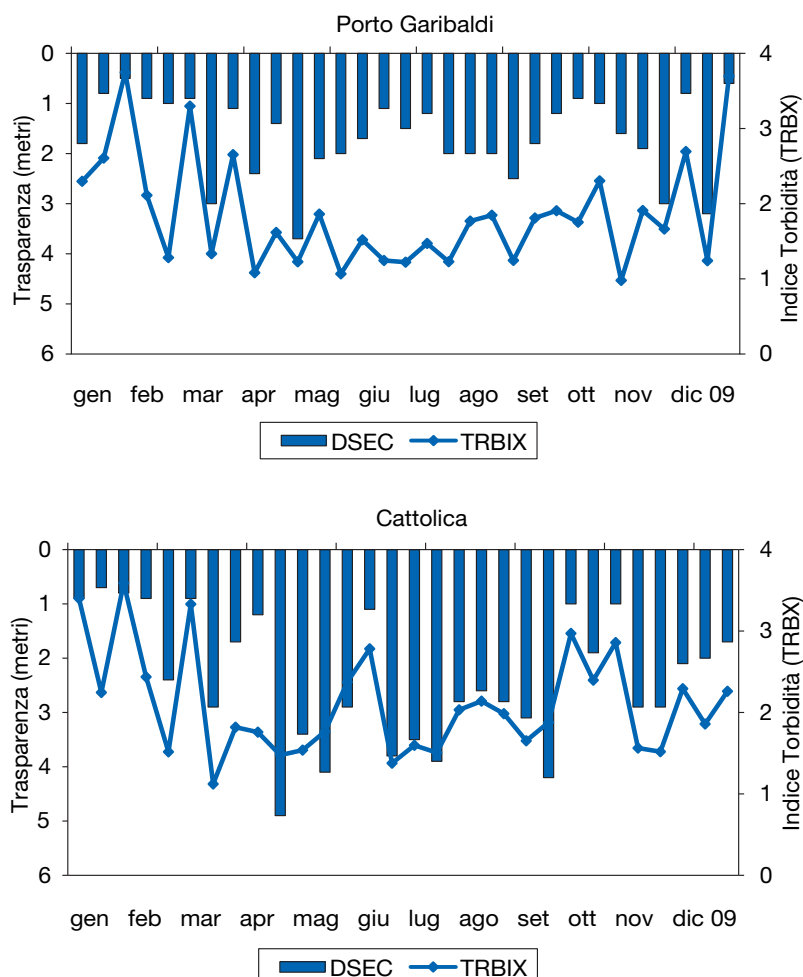 Porto Garibaldi
Trasparenza (metri)
0
1
2
3
4
5
6
4
3
2
1
0
Indice Torbidità (TRBX)
gen feb mar apr mag giu lug ago set ott nov dic 09
DSEC TRBIX
Cattolica
Trasparenza (metri)
0
1
2
3
4
5
6
4
3
2
1
0
Indice Torbidità (TRBX)
gen feb mar apr mag giu lug ago set ott nov dic 09
DSEC TRBIX